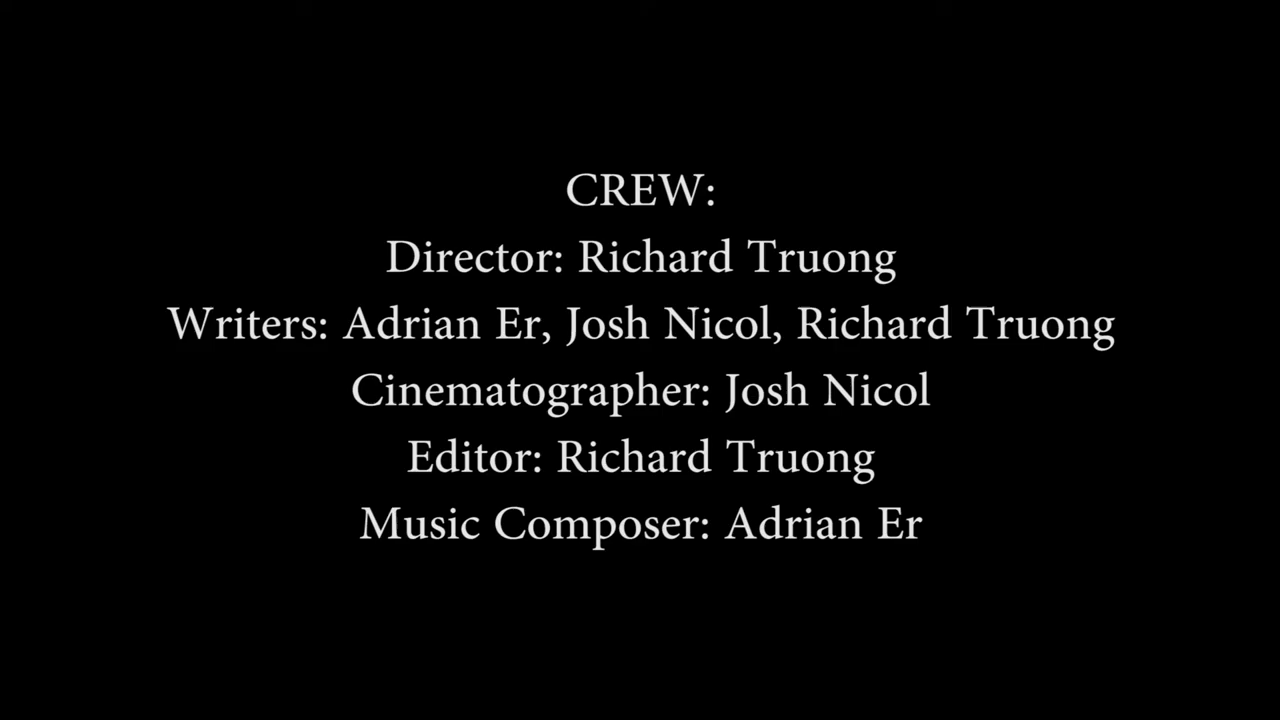 CREW:
Director: Richard Truong
Writers: Adrian Er, Josh Nicol, Richard Truong
Cinematographer: Josh Nicol
Editor: Richard Truong
Music Composer: Adrian Er